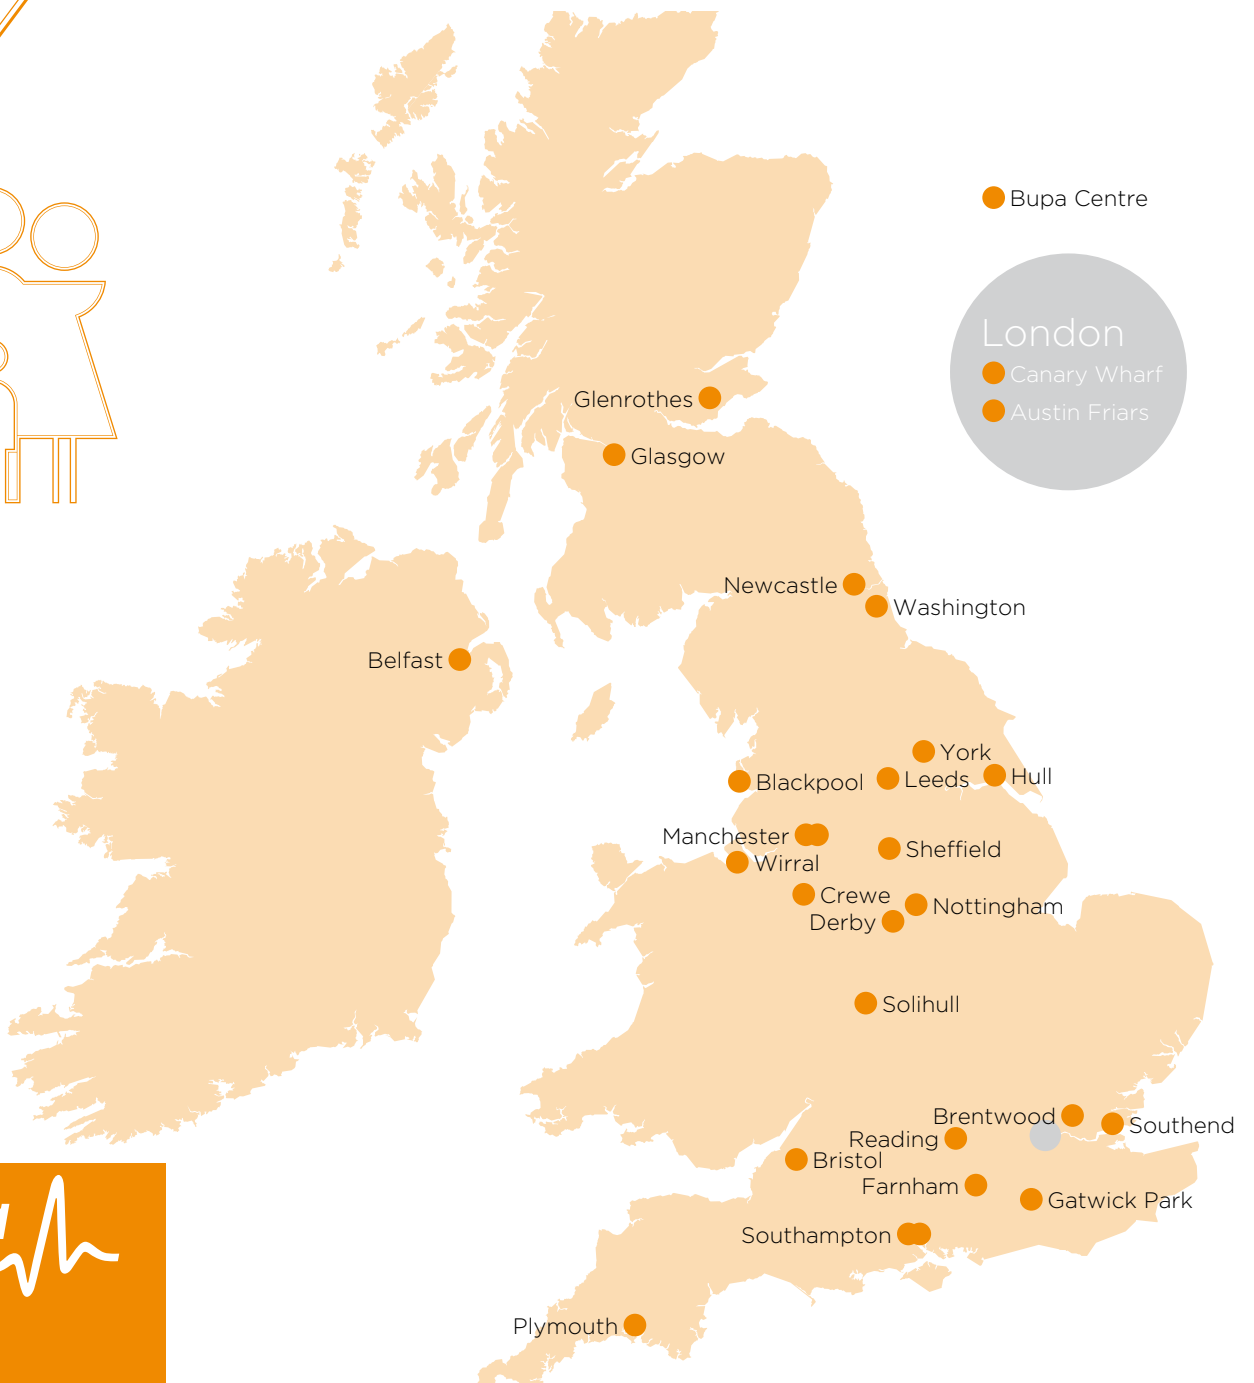 Bupa Centre
London
Canary Wharf
Austin Friars
Glenrothes
Glasgow
Newcastle
Washington
Belfast
York
Leeds
Hull
Blackpool
Manchester
Wirral
Sheffield
Crewe
Nottingham
Derby
Solihull
Brentwood
Southend
Reading
Bristol
Farnham
Gatwick Park
Southampton
Plymouth